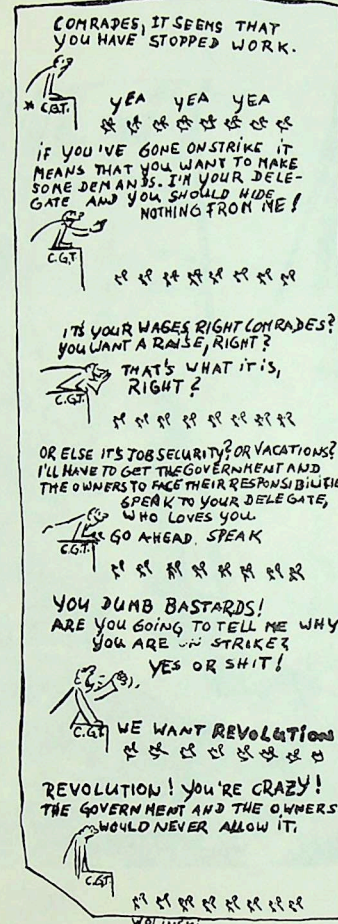 COMRADES, IT SEEMS THAT
YOU HAVE STOPPED WORK.
* C.G.T.
YEA YEA YEA
IF YOU'VE GONE ON STRIKE IT
MEANS THAT YOU WANT TO MAKE
SOME DEMANDS. I'M YOUR DELE-
GATE AND YOU SHOULD HIDE
NOTHING FROM ME!
C.G.T
ITS YOUR WAGES RIGHT COMRADES?
YOU WANT A RAISE, RIGHT?
THAT'S WHAT IT IS,
RIGHT?
C.G.T.
OR ELSE ITS JOB SECURITY? OR VACATIONS?
I'LL HAVE TO GET THE GOVERNMENT AND
THE OWNERS TO FACE THEIR RESPONSIBILITIE
SPEAK TO YOUR DELEGATE,
WHO LOVES YOU.
GO AHEAD. SPEAK
C.G.T.
YOU DUMB BASTARDS!
ARE YOU GOING TO TELL ME WHY
YOU ARE ON STRIKE?
YES OR SHIT!
C.G.T
WE WANT REVOLUTION
REVOLUTION! YOU'RE CRAZY!
THE GOVERNMENT AND THE OWNERS
WOULD NEVER ALLOW IT.
C.G.T
WOLINSKI